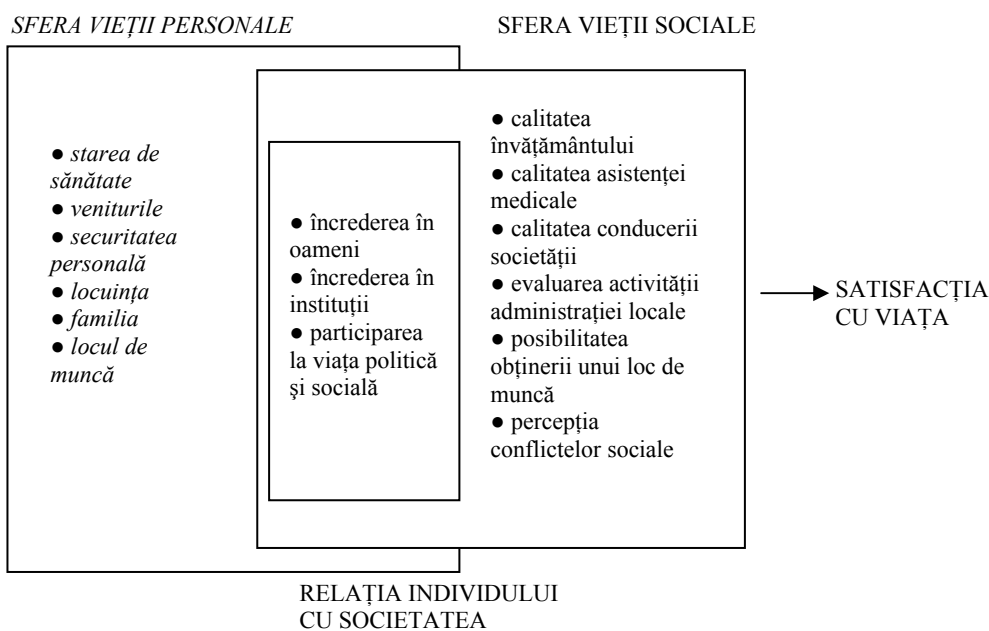 SFERA VIEȚII PERSONALE
SFERA VIEȚII SOCIALE
● starea de
sănătate
● veniturile
● securitatea
personală
● locuința
● familia
● locul de
muncă
● încrederea în
oameni
● încrederea în
instituții
● participarea
la viața politică
şi socială
● calitatea
învățământului
● calitatea asistenței
medicale
● calitatea conducerii
societății
● evaluarea activității
administrației locale
● posibilitatea
obținerii unui loc de
muncă
● percepția
conflictelor sociale
SATISFACȚIA
CU VIAȚA
RELAȚIA INDIVIDULUI
CU SOCIETATEA